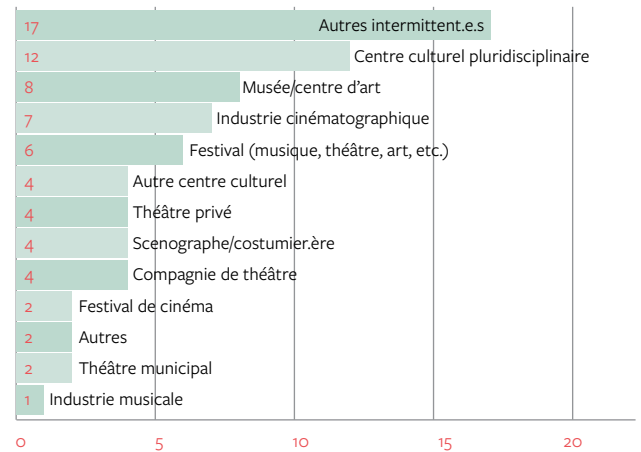 17 Autres intermittent.e.s
12 Centre culturel pluridisciplinaire
8 Musée/centre d'art
7 Industrie cinématographique
6 Festival (musique, théâtre, art, etc.)
4 Autre centre culturel
4 Théâtre privé
4 Scenographe/costumier.ère
4 Compagnie de théâtre
2 Festival de cinéma
2 Autres
2 Théâtre municipal
1 Industrie musicale
0 5 10 15 20